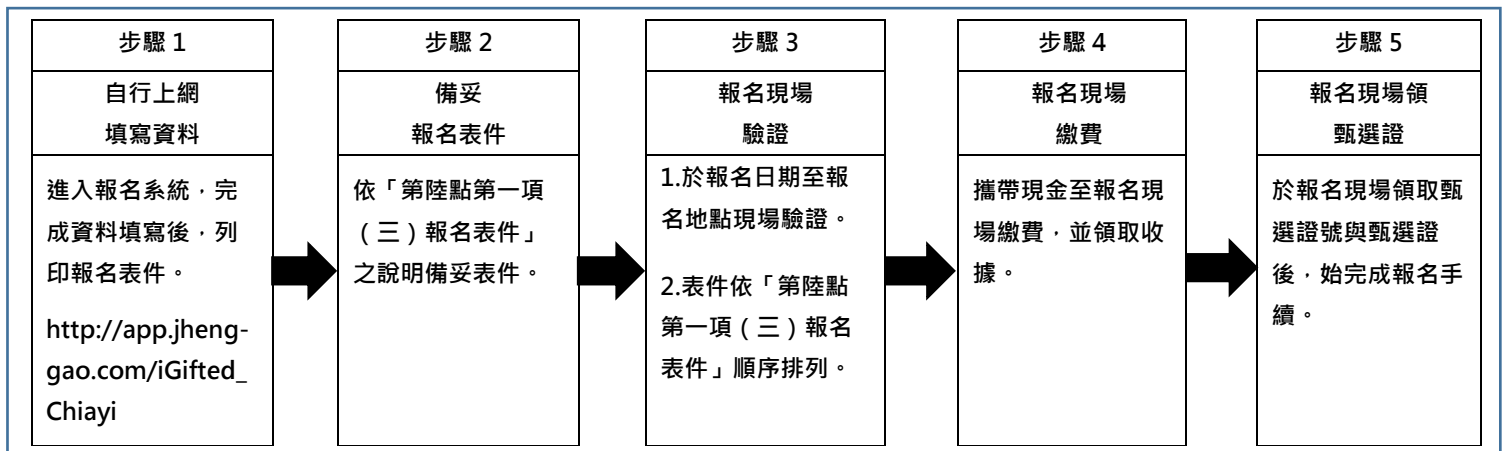 步驟 1
自行上網
填寫資料
進入報名系統，完
成資料填寫後，列
印報名表件。
http://app.jheng-
gao.com/iGifted_
Chiayi
步驟 2
備妥
報名表件
依「第陸點第一項
（三）報名表件」
之說明備妥表件。
步驟 3
報名現場
驗證
1.於報名日期至報
名地點現場驗證。
2.表件依「第陸點
第一項（三）報名
表件」順序排列。
步驟 4
報名現場
繳費
攜帶現金至報名現
場繳費，並領取收
據。
步驟 5
報名現場領
甄選證
於報名現場領取甄
選證號與甄選證
後，始完成報名手
續。